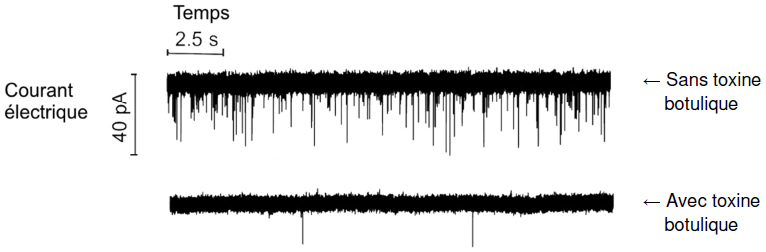 Temps
2.5 s
Courant
électrique
40 pA
← Sans toxine
botulique
← Avec toxine
botulique